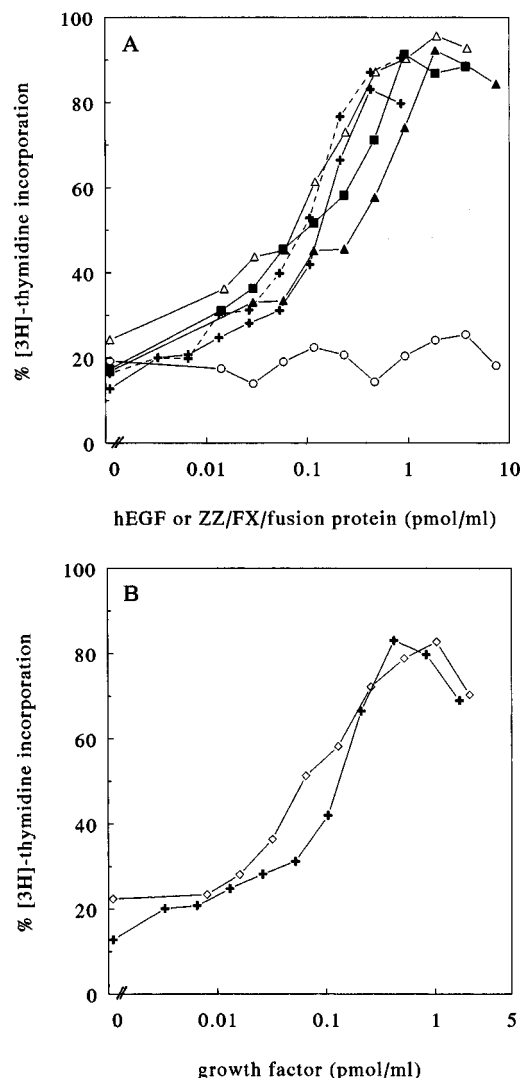 A
100
80
60
40
20
0
% [3H]-thymidine incorporation
0 0.01 0.1 1 10
hEGF or ZZ/FX/fusion protein (pmol/ml)
B
100
80
60
40
20
0
% [3H]-thymidine incorporation
0 0.01 0.1 1 5
growth factor (pmol/ml)